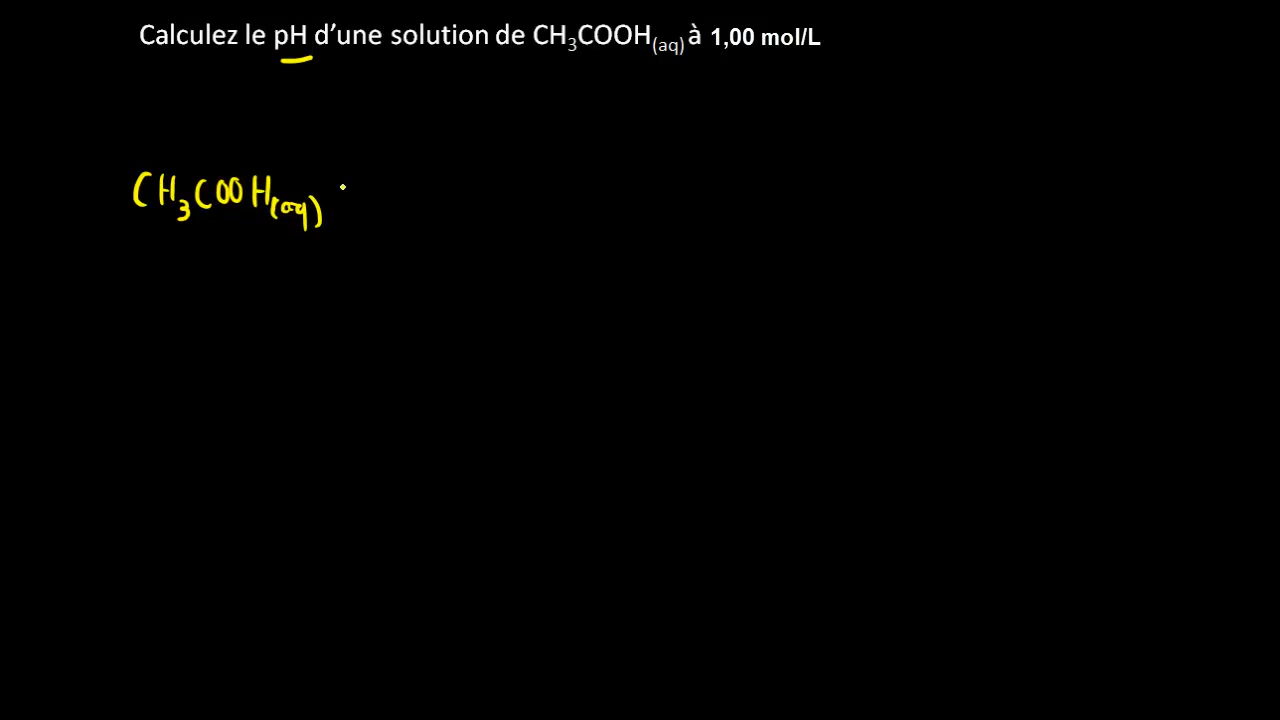 Calculez le pH d’une solution de CH3COOH(aq) à 1,00 mol/L
CH3COOH(aq)